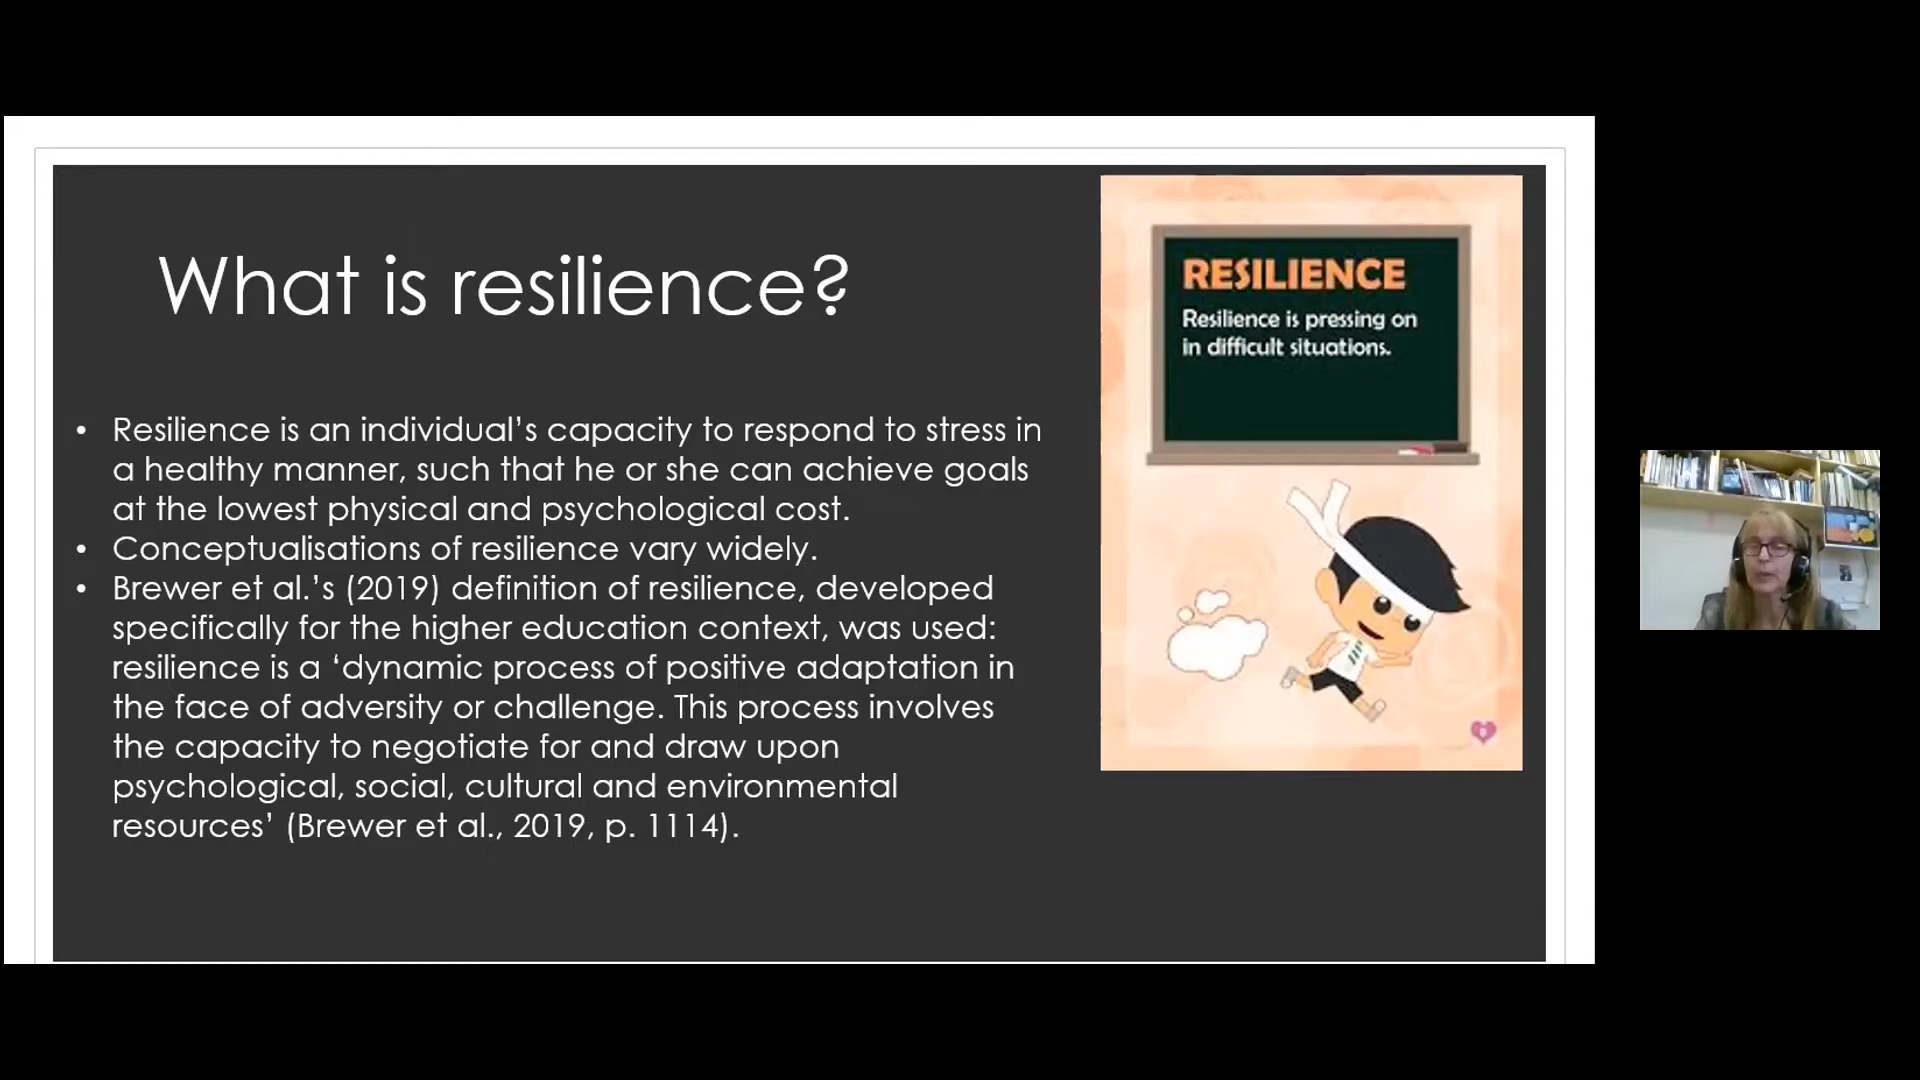 What is resilience?
• Resilience is an individual’s capacity to respond to stress in
a healthy manner, such that he or she can achieve goals
at the lowest physical and psychological cost.
• Conceptualisations of resilience vary widely.
• Brewer et al.’s (2019) definition of resilience, developed
specifically for the higher education context, was used:
resilience is a ‘dynamic process of positive adaptation in
the face of adversity or challenge. This process involves
the capacity to negotiate for and draw upon
psychological, social, cultural and environmental
resources’ (Brewer et al., 2019, p. 1114).
RESILIENCE
Resilience is pressing on
in difficult situations.